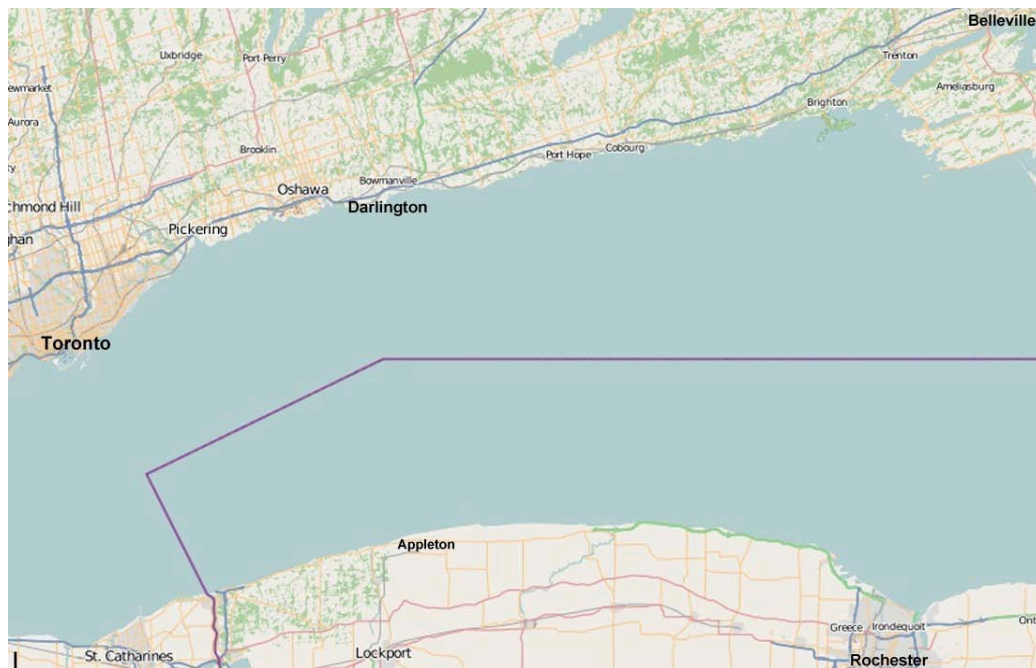 Belleville
Uxbridge
Port Perry
Trenton
ewmarket
Ameliasburg
Brighton
Aurora
Brooklin
Cobourg
Port Hope
Bowmanville
Oshawa
chmond Hill
Darlington
Pickering
ghan
Toronto
Appleton
Greece
Irondequoit
Ont
St. Catharines
Lockport
Rochester